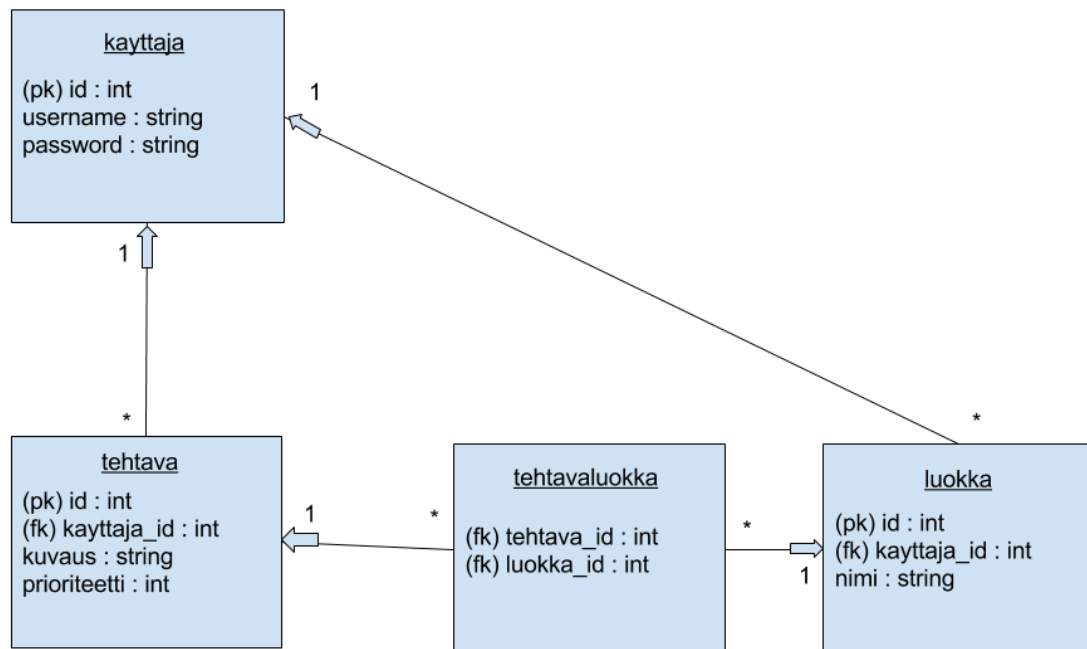 kayttaja
(pk) id : int
username : string
password : string
1
1
*
*
tehtava
(pk) id : int
(fk) kayttaja_id : int
kuvaus : string
prioriteetti : int
1
*
tehtavaluokka
(fk) tehtava_id : int
(fk) luokka_id : int
*
1
luokka
(pk) id : int
(fk) kayttaja_id : int
nimi : string